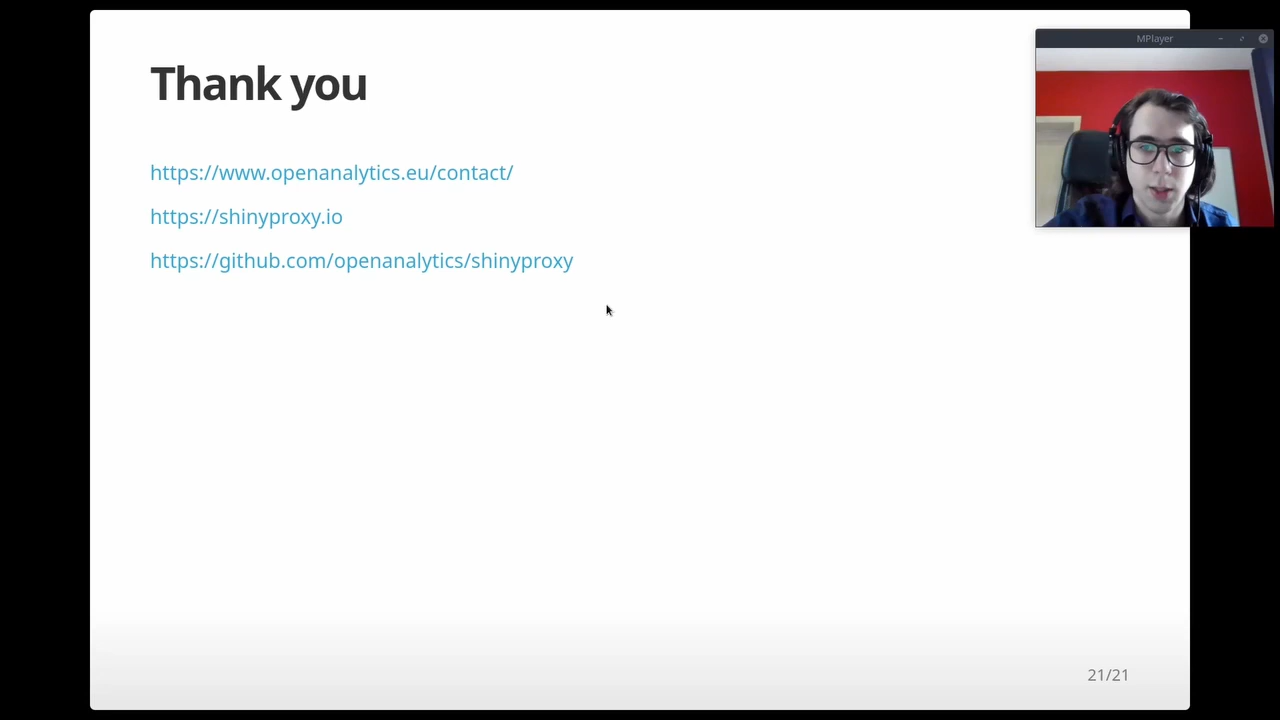 Thank you
https://www.openanalytics.eu/contact/
https://shinyproxy.io
https://github.com/openanalytics/shinyproxy
MPlayer
21/21